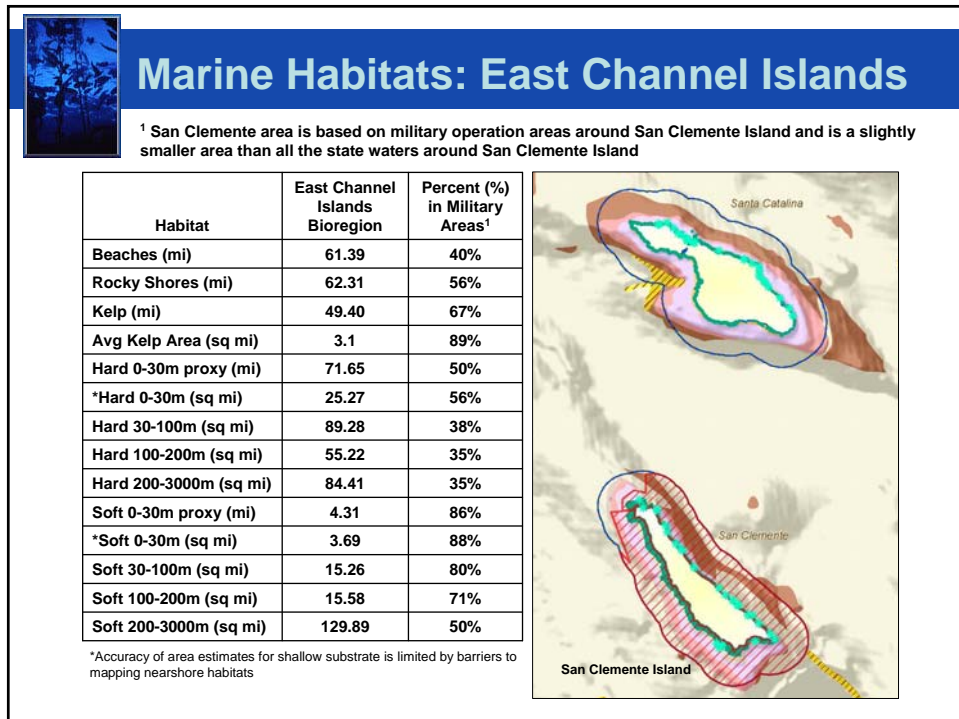 Marine Habitats: East Channel Islands
1 San Clemente area is based on military operation areas around San Clemente Island and is a slightly
smaller area than all the state waters around San Clemente Island
Habitat East Channel Islands Bioregion Percent (%) in Military Areas1
Beaches (mi) 61.39 40%
Rocky Shores (mi) 62.31 56%
Kelp (mi) 49.40 67%
Avg Kelp Area (sq mi) 3.1 89%
Hard 0-30m proxy (mi) 71.65 50%
*Hard 0-30m (sq mi) 25.27 56%
Hard 30-100m (sq mi) 89.28 38%
Hard 100-200m (sq mi) 55.22 35%
Hard 200-3000m (sq mi) 84.41 35%
Soft 0-30m proxy (mi) 4.31 86%
*Soft 0-30m (sq mi) 3.69 88%
Soft 30-100m (sq mi) 15.26 80%
Soft 100-200m (sq mi) 15.58 71%
Soft 200-3000m (sq mi) 129.89 50%
*Accuracy of area estimates for shallow substrate is limited by barriers to
mapping nearshore habitats
Santa Catalina
San Clemente
San Clemente Island